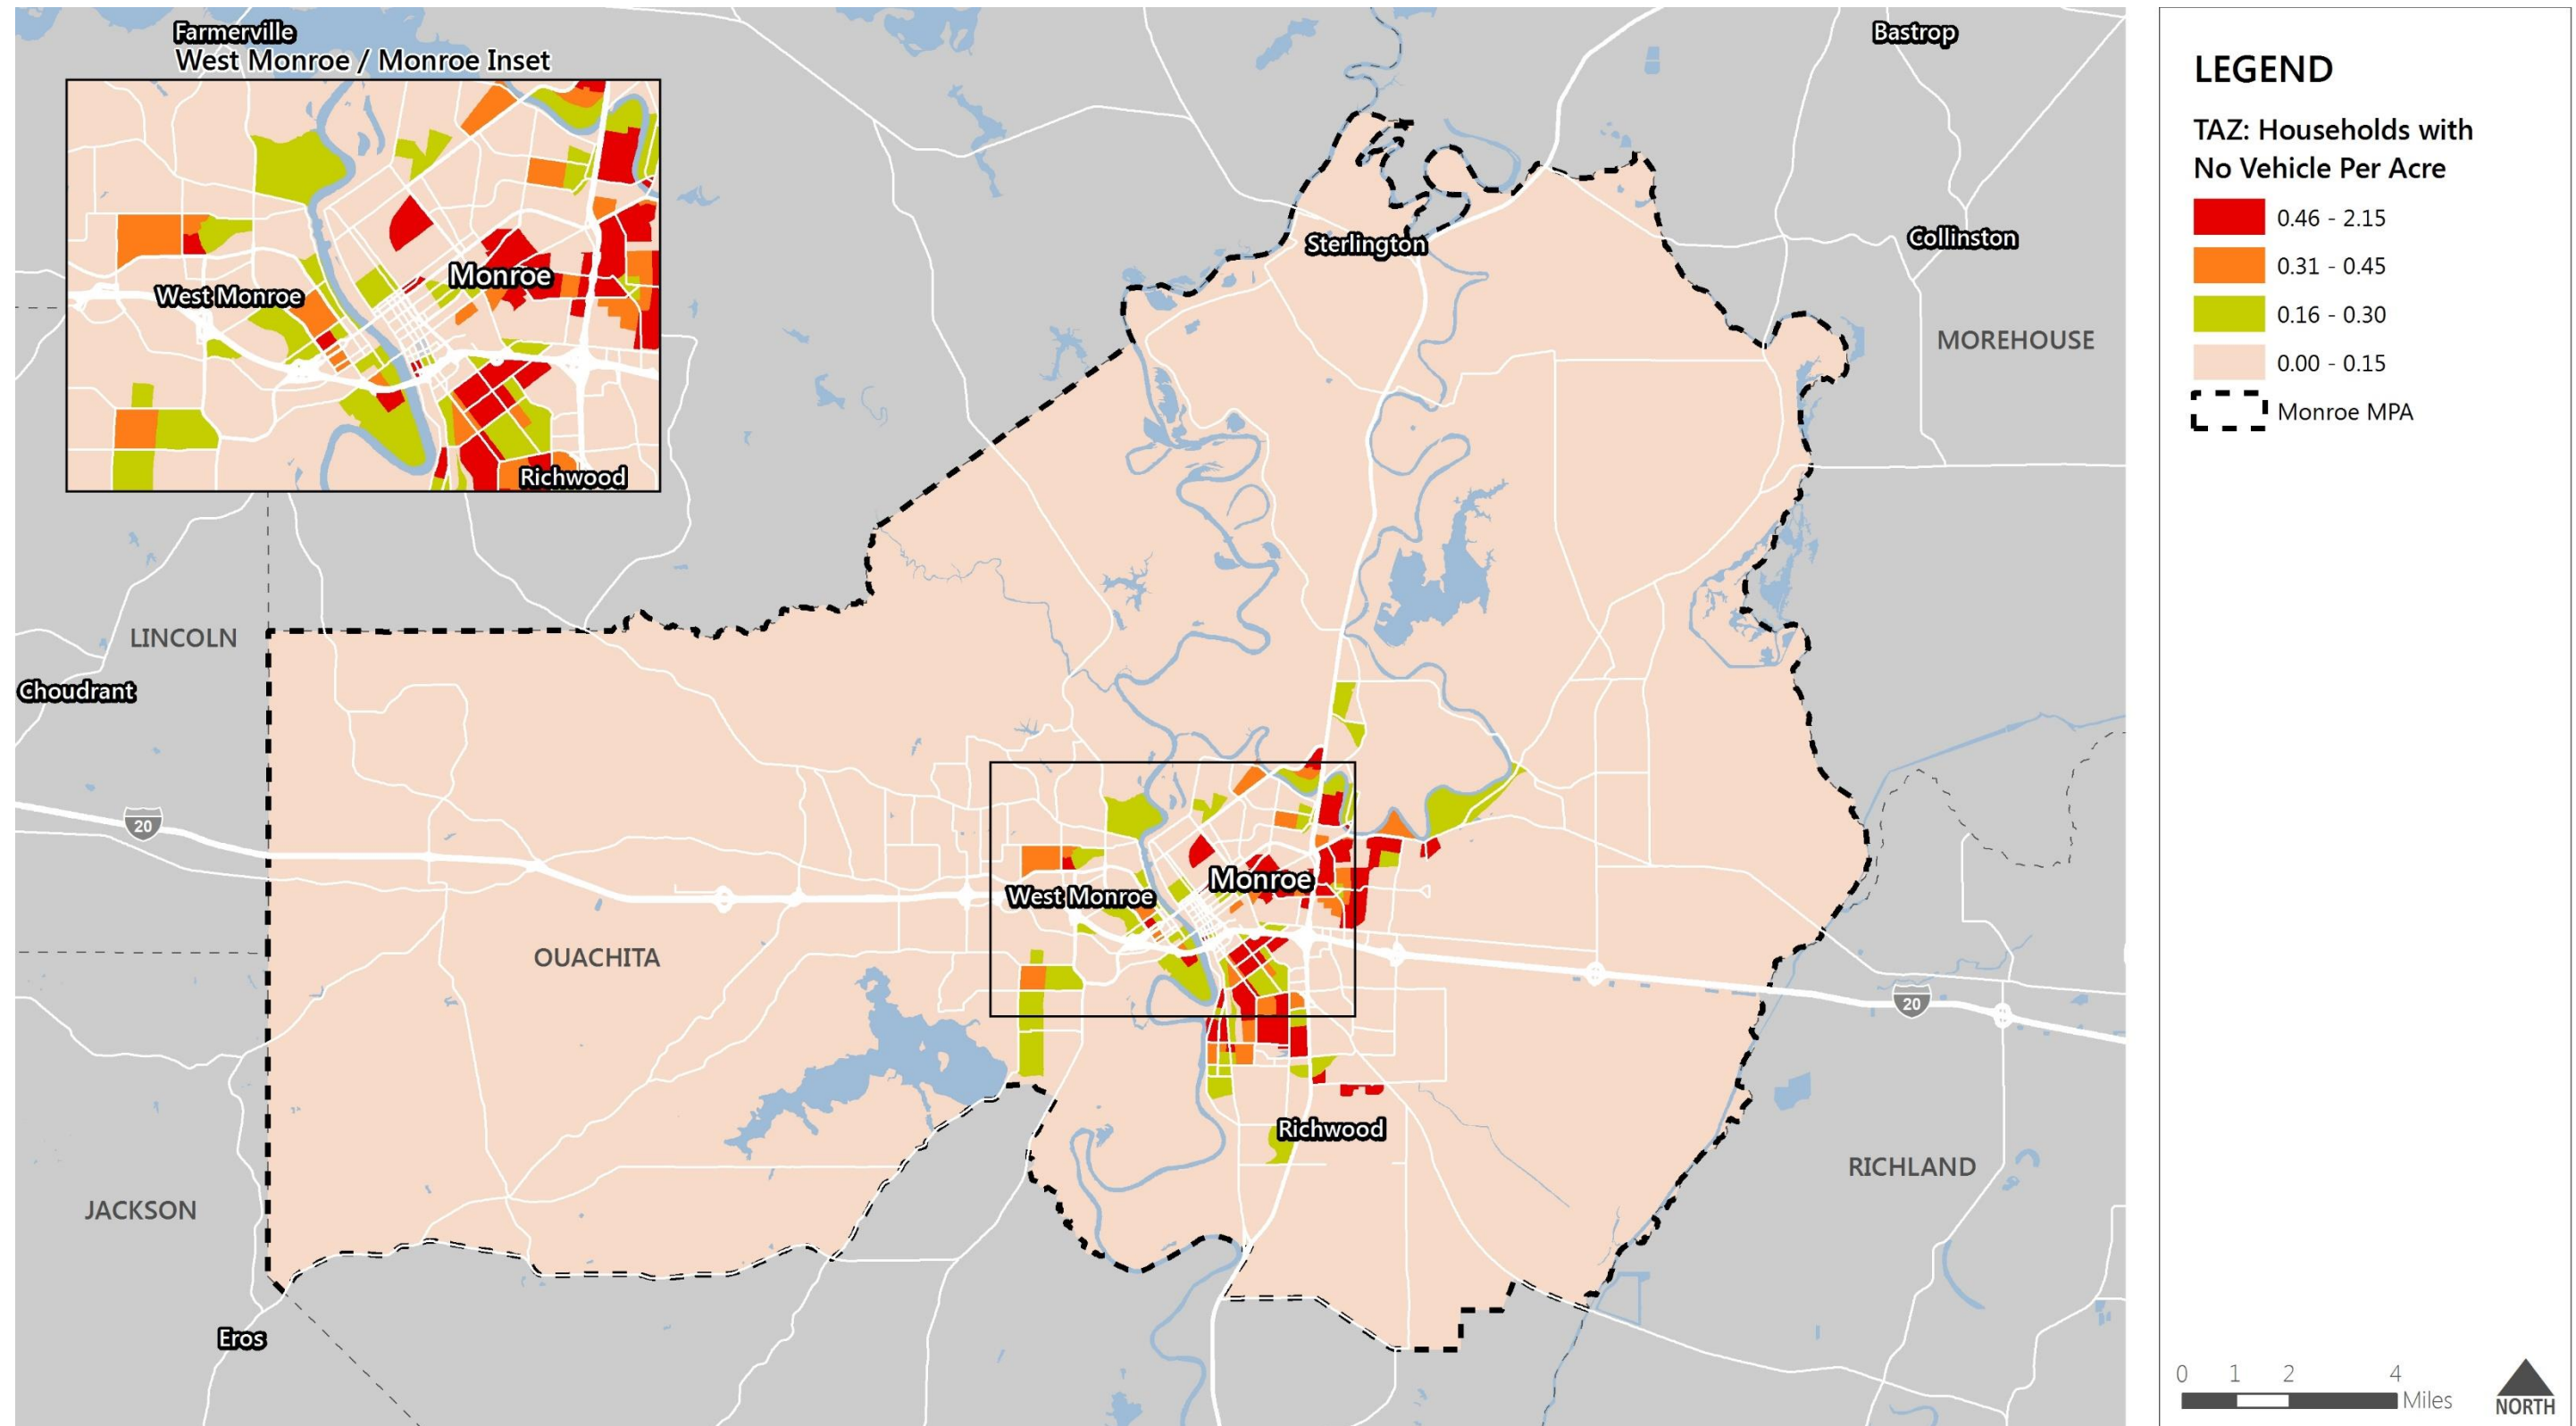 Farmerville
West Monroe / Monroe Inset
Bastrop
West Monroe
Monroe
Richwood
Sterlington
Collinston
MOREHOUSE
LINCOLN
Choudrant
20
West Monroe
Monroe
OUACHITA
20
Richwood
RICHLAND
JACKSON
Eros
LEGEND
TAZ: Households with
No Vehicle Per Acre
0.46 - 2.15
0.31 - 0.45
0.16 - 0.30
0.00 - 0.15
Monroe MPA
0 1 2 4
Miles
NORTH